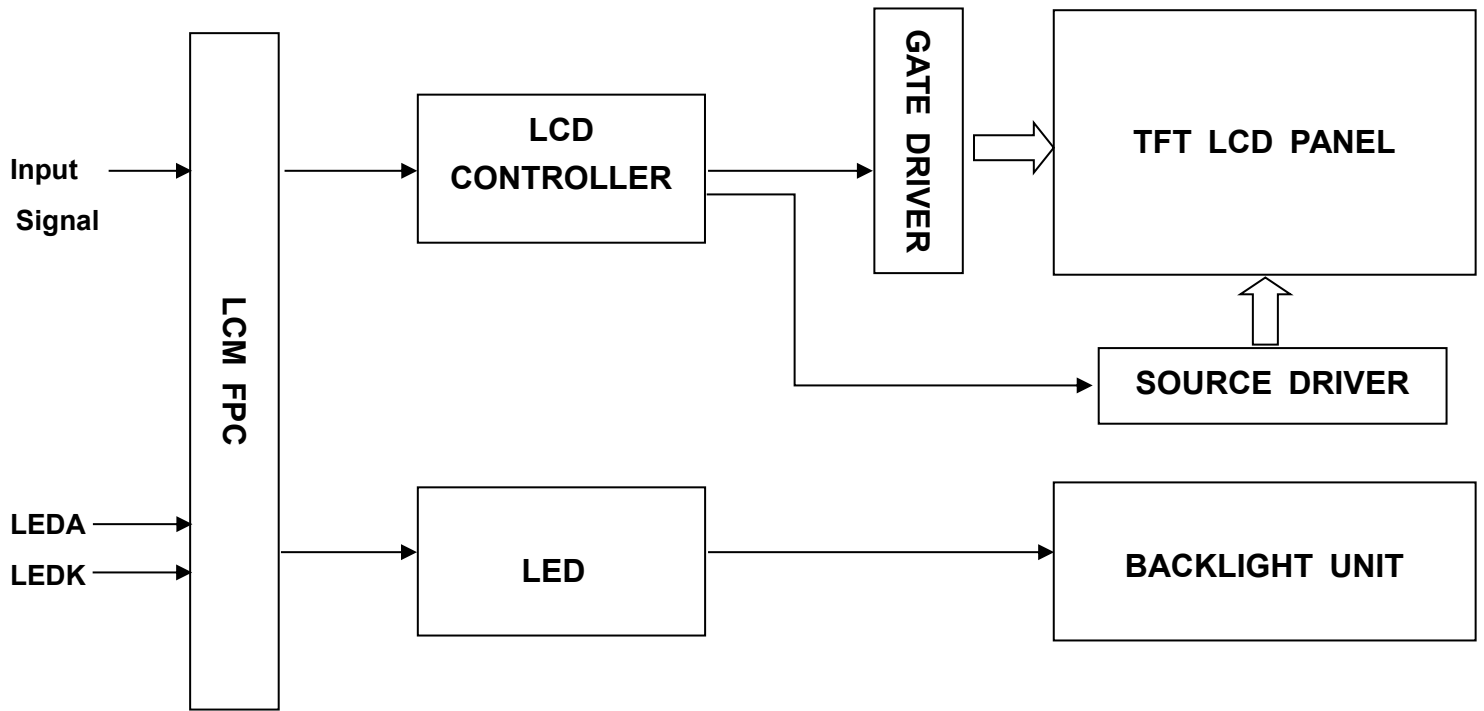 Input
Signal
LEDA
LEDK
LCM FPC
LCD
CONTROLLER
LED
GATE DRIVER
TFT LCD PANEL
SOURCE DRIVER
BACKLIGHT UNIT